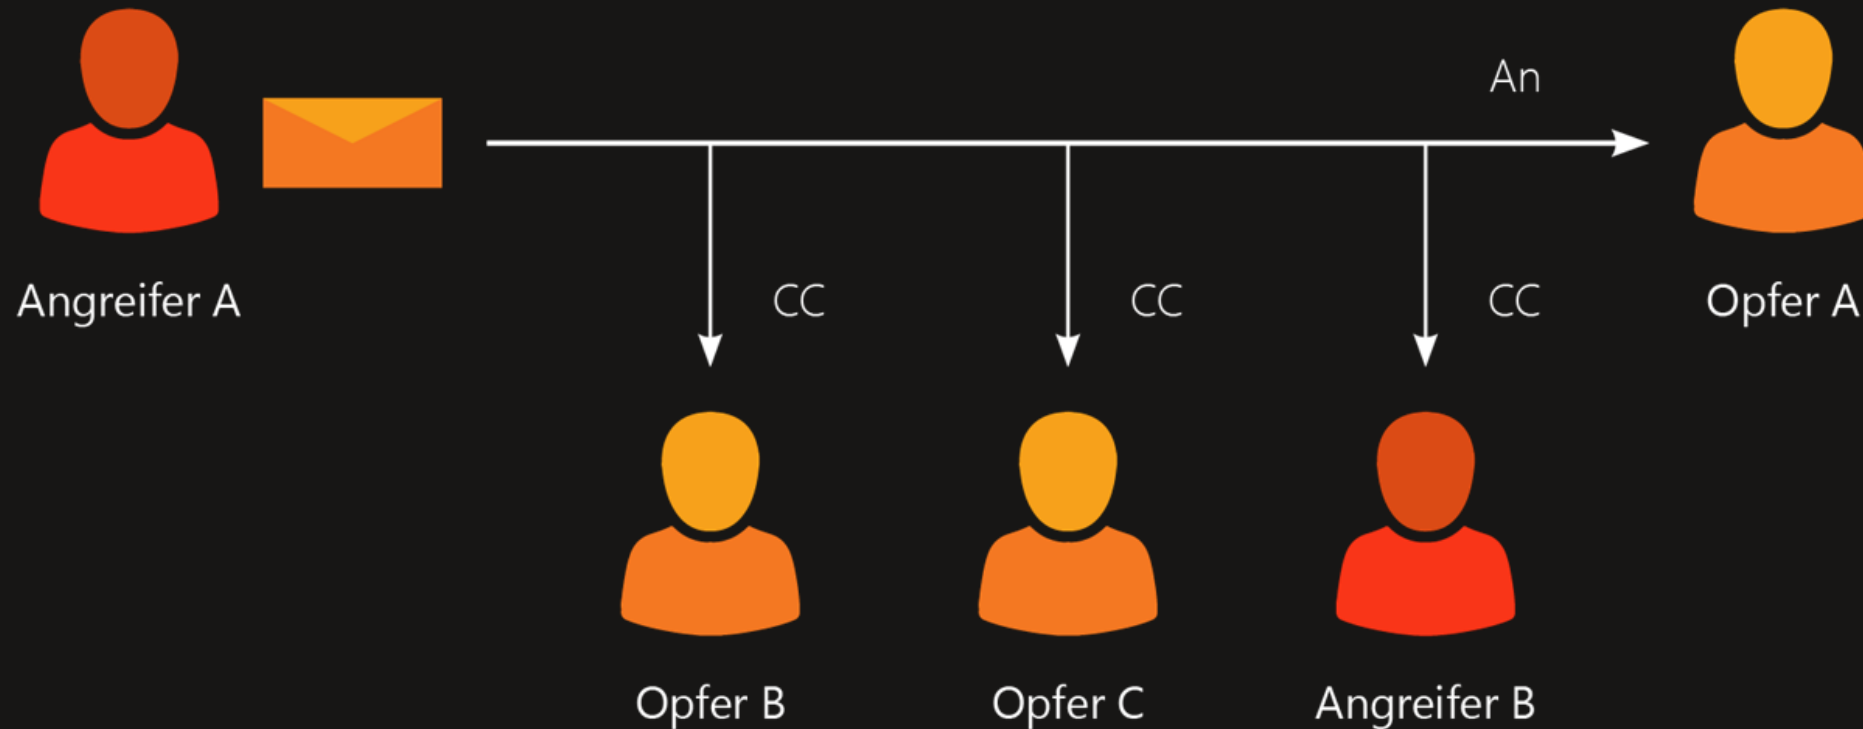 An
Angreifer A
CC
CC
CC
Opfer A
Opfer B
Opfer C
Angreifer B